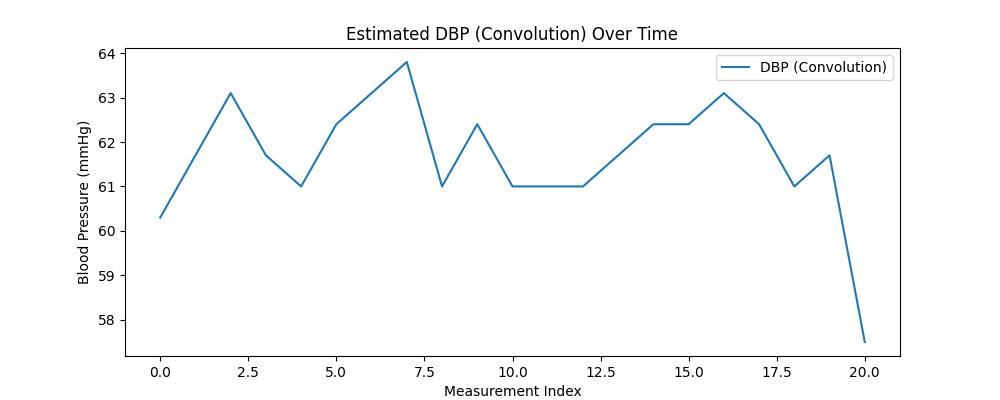 Estimated DBP (Convolution) Over Time
DBP (Convolution)
Blood Pressure (mmHg)
64
63
62
61
60
59
58
0.0 2.5 5.0 7.5 10.0 12.5 15.0 17.5 20.0
Measurement Index